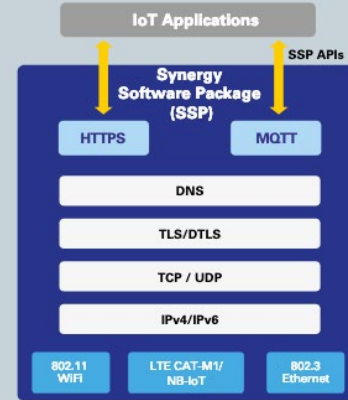 IoT Applications
SSP APIs
Synergy
Software Package
(SSP)
HTTPS
MQTT
DNS
TLS/DTLS
TCP / UDP
IPv4/IPv6
802.11
WiFi
LTE CAT-M1/
NB-IoT
802.3
Ethernet